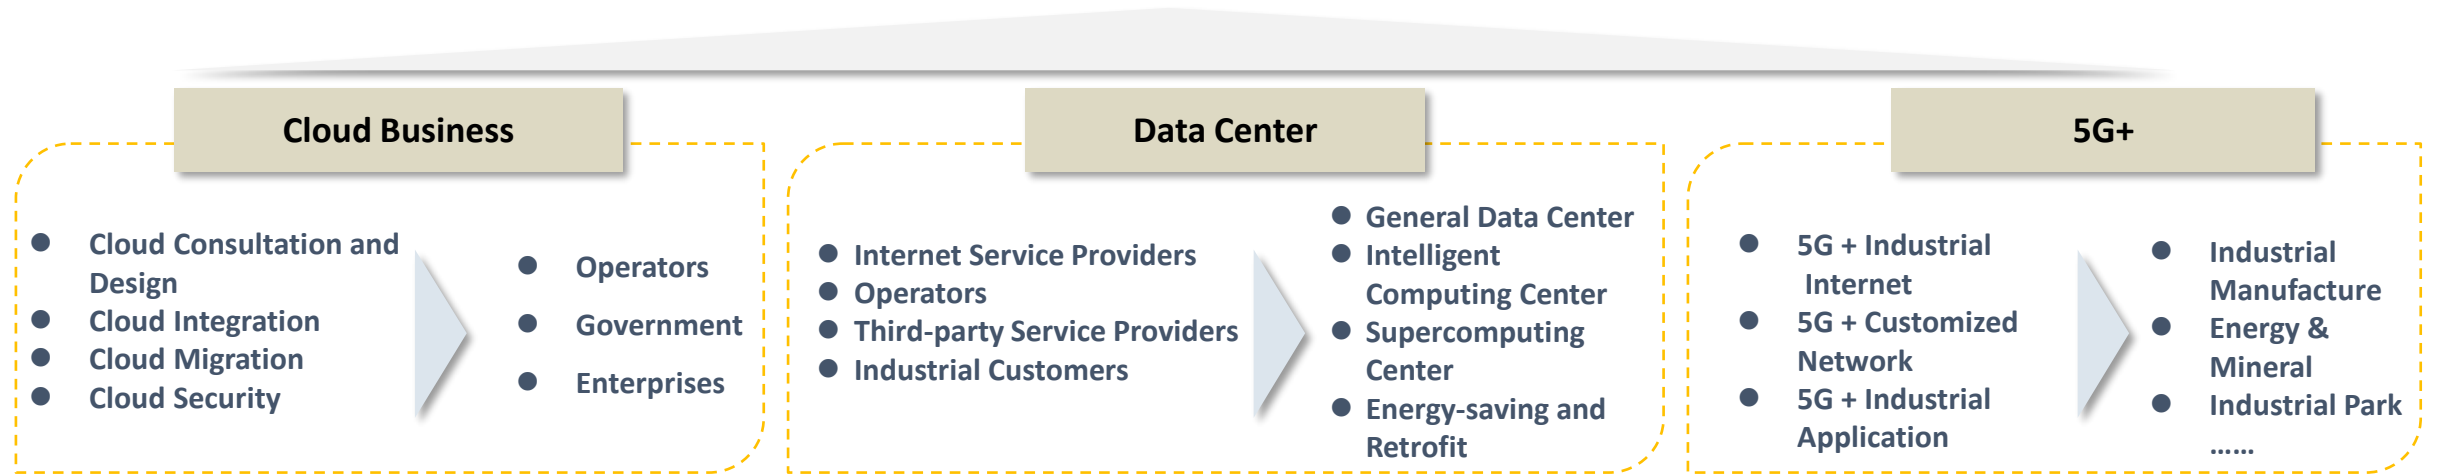 Cloud Business
Cloud Consultation and
Design
Cloud Integration
Cloud Migration
Cloud Security
Operators
Government
Enterprises
Data Center
Internet Service Providers
Operators
Third-party Service Providers
Industrial Customers
General Data Center
Intelligent
Computing Center
Supercomputing
Center
Energy-saving and
Retrofit
5G+
5G + Industrial
Internet
5G + Customized
Network
5G + Industrial
Application
Industrial
Manufacture
Energy &
Mineral
Industrial Park
……